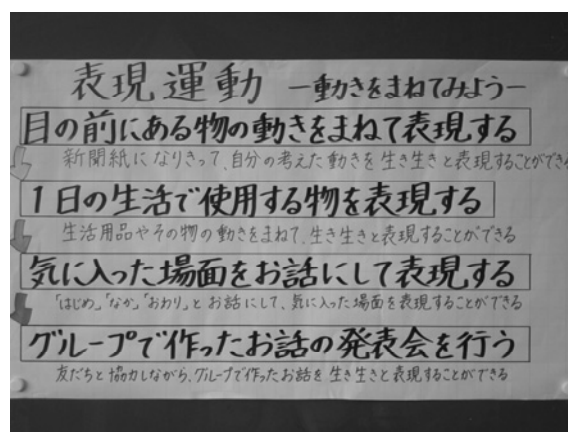 表現運動 ー動きをまねてみようー
目の前にある物の動きをまねて表現する
新聞紙になりきって、自分の考えた動きを生き生きと表現することができる
1日の生活で使用する物を表現する
生活用品やその物の動きをまねて、生き生きと表現することができる
気に入った場面をお話にして表現する
「はじめ」「なか」「おわり」とお話にして、気に入った場面を表現することができる
グループで作ったお話の発表会を行う
友だちと協力しながら、グループで作ったお話を生き生きと表現することができる